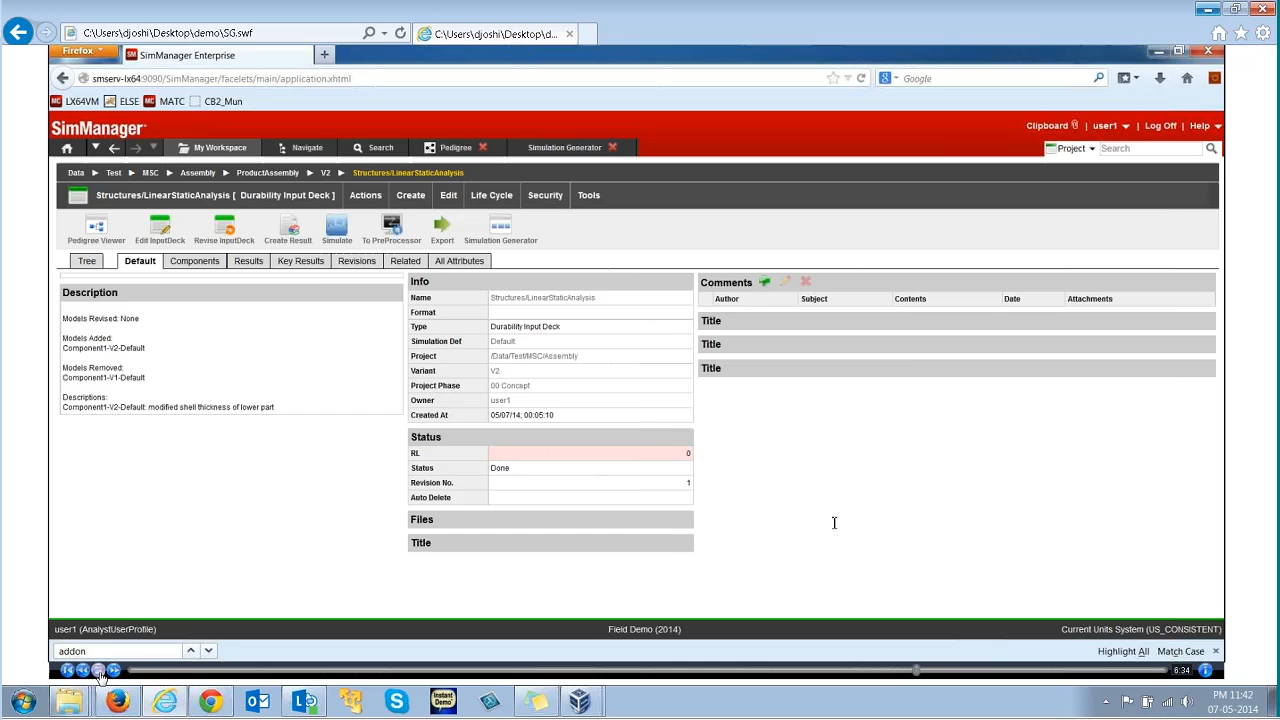 C:\Users\djoshi\Desktop\demo\SG.swf
C:\Users\djoshi\Desktop\d...
Firefox
SimManager Enterprise
smserv-lx64:9090/SimManager/facelets/main/application.xhtml
Google
LX64VM ELSE MATC CB2_Mun
SimManager
Clipboard user1 Log Off Help
My Workspace Navigate Search Pedigree Simulation Generator
Project Search
Data Test MSC Assembly ProductAssembly V2 Structures/LinearStaticAnalysis
Structures/LinearStaticAnalysis [ Durability Input Deck ] Actions Create Edit Life Cycle Security Tools
Pedigree Viewer Edit InputDeck Revise InputDeck Create Result Simulate To PreProcessor Export Simulation Generator
Tree Default Components Results Key Results Revisions Related All Attributes
Description
Models Revised: None
Models Added:
Component1-V2-Default
Models Removed:
Component1-V1-Default
Descriptions:
Component1-V2-Default: modified shell thickness of lower part
Info
Name Structures/LinearStaticAnalysis
Format
Type Durability Input Deck
Simulation Def Default
Project /Data/Test/MSC/Assembly
Variant V2
Project Phase 00 Concept
Owner user1
Created At 05/07/14; 00:05:10
Status
RL 0
Status Done
Revision No. 1
Auto Delete
Files
Title
Comments
Author Subject Contents Date Attachments
Title
Title
Title
user1 (AnalystUserProfile) Field Demo (2014) Current Units System (US_CONSISTENT)
addon Highlight All Match Case
6:34
Instant Demo
PM 11:42
07-05-2014